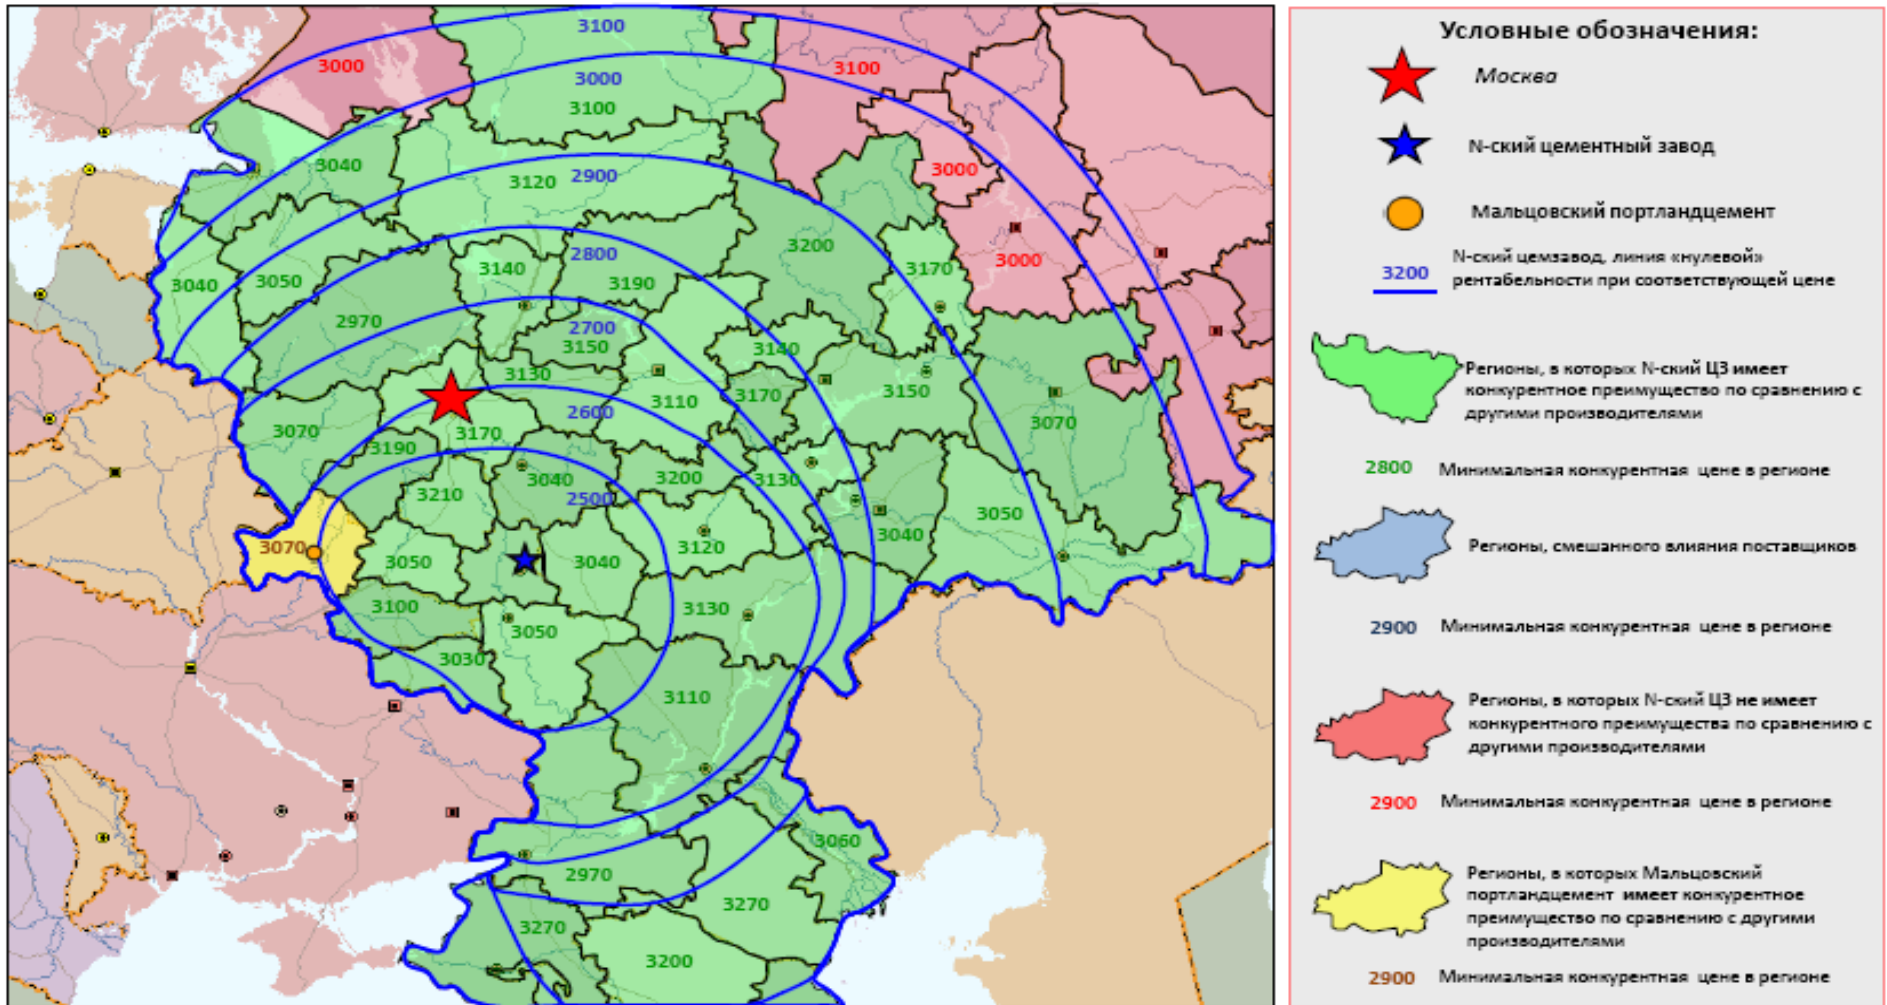 3100
3000
3100
3000
3100
3040
3120
2900
3000
3200
2800
3140
3170
3000
3050
3190
3040
2970
2700
3150
3140
3130
3170
3150
3110
2600
3070
3070
3190
3170
3040
3200
3130
3210
2500
3050
3040
3120
3070
3050
3040
3100
3130
3050
3030
3110
3060
2970
3270
3270
3200
Условные обозначения:
Москва
N-ский цементный завод
Мальцовский портландцемент
N-ский цемзавод, линия «нулевой»
3200
рентабельности при соответствующей цене
Регионы, в которых N-ский ЦЗ имеет
конкурентное преимущество по сравнению с
другими производителями
2800
Минимальная конкурентная цене в регионе
Регионы, смешанного влияния поставщиков
2900
Минимальная конкурентная цене в регионе
Регионы, в которых N-ский ЦЗ не имеет
конкурентного преимущества по сравнению с
другими производителями
2900
Минимальная конкурентная цене в регионе
Регионы, в которых Мальцовский
портландцемент имеет конкурентное
преимущество по сравнению с другими
производителями
2900
Минимальная конкурентная цене в регионе